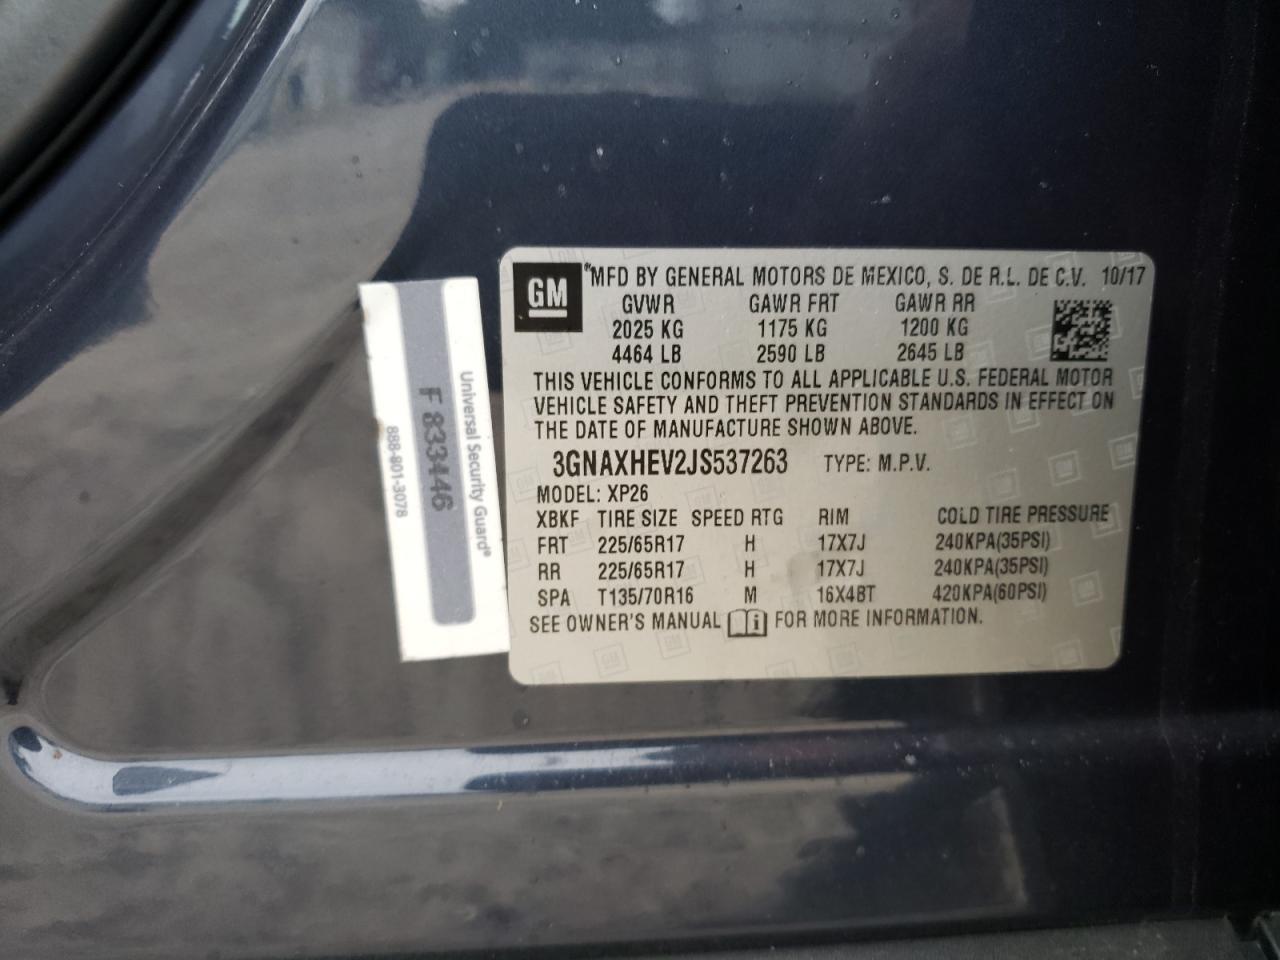 Universal Security Guard®
F 833446
888-801-3078
GM
MFD BY GENERAL MOTORS DE MEXICO, S. DE R.L. DE C.V. 10/17
GVWR GAWR FRT GAWR RR
2025 KG 1175 KG 1200 KG
4464 LB 2590 LB 2645 LB
THIS VEHICLE CONFORMS TO ALL APPLICABLE U.S. FEDERAL MOTOR
VEHICLE SAFETY AND THEFT PREVENTION STANDARDS IN EFFECT ON
THE DATE OF MANUFACTURE SHOWN ABOVE.
3GNAXHEV2JS537263 TYPE: M.P.V.
MODEL: XP26
XBKF TIRE SIZE SPEED RTG RIM COLD TIRE PRESSURE
FRT 225/65R17 H 17X7J 240KPA(35PSI)
RR 225/65R17 H 17X7J 240KPA(35PSI)
SPA T135/70R16 M 16X4BT 420KPA(60PSI)
SEE OWNER'S MANUAL FOR MORE INFORMATION.